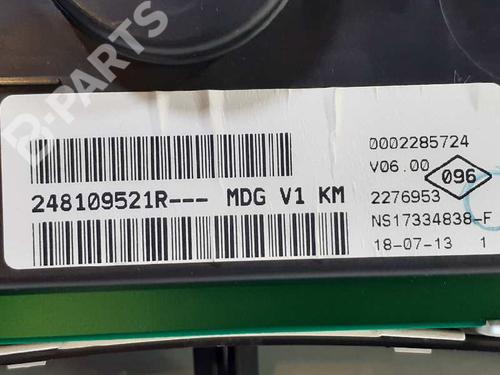 B-PARTS
0002285724
V06.00
096
248109521R--- MDG V1 KM
2276953
NS17334838-F
18-07-13 1